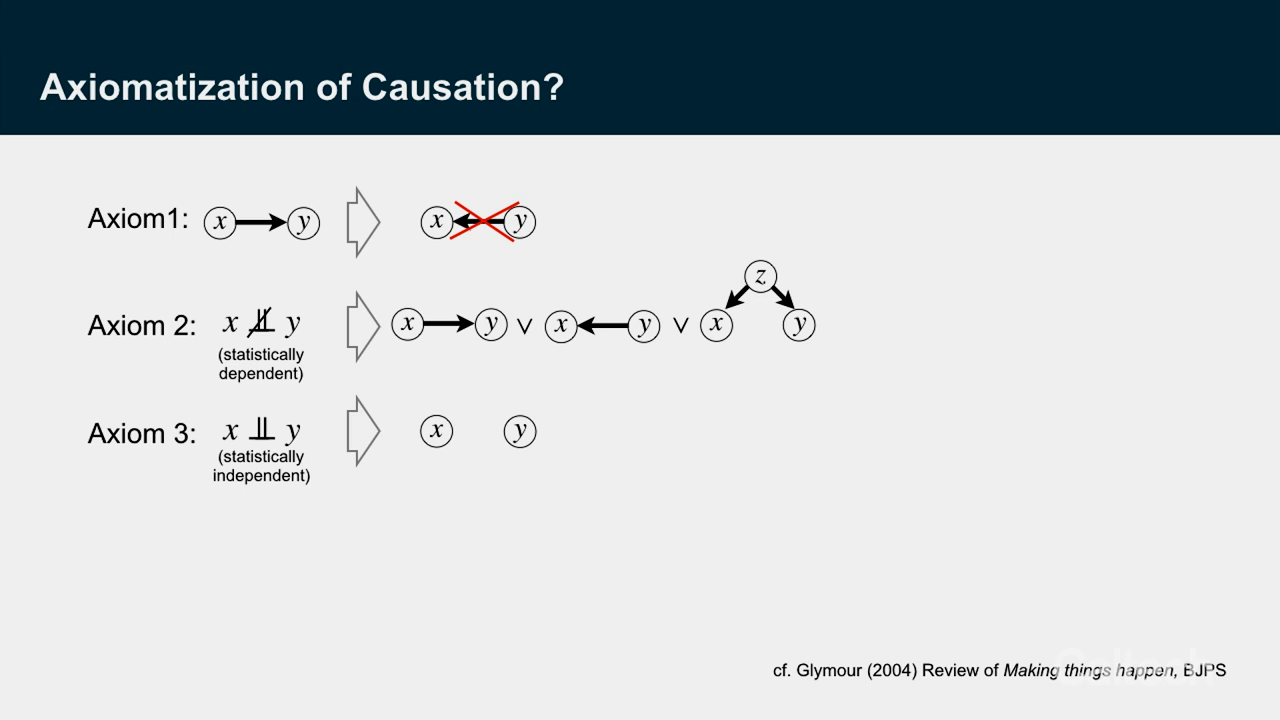 Axiomatization of Causation?
Axiom1: x y x y
z
Axiom 2: x ⫫̸ y x y ∨ x y ∨ x y
(statistically
dependent)
Axiom 3: x ⫫ y x y
(statistically
independent)
cf. Glymour (2004) Review of Making things happen, BJPS